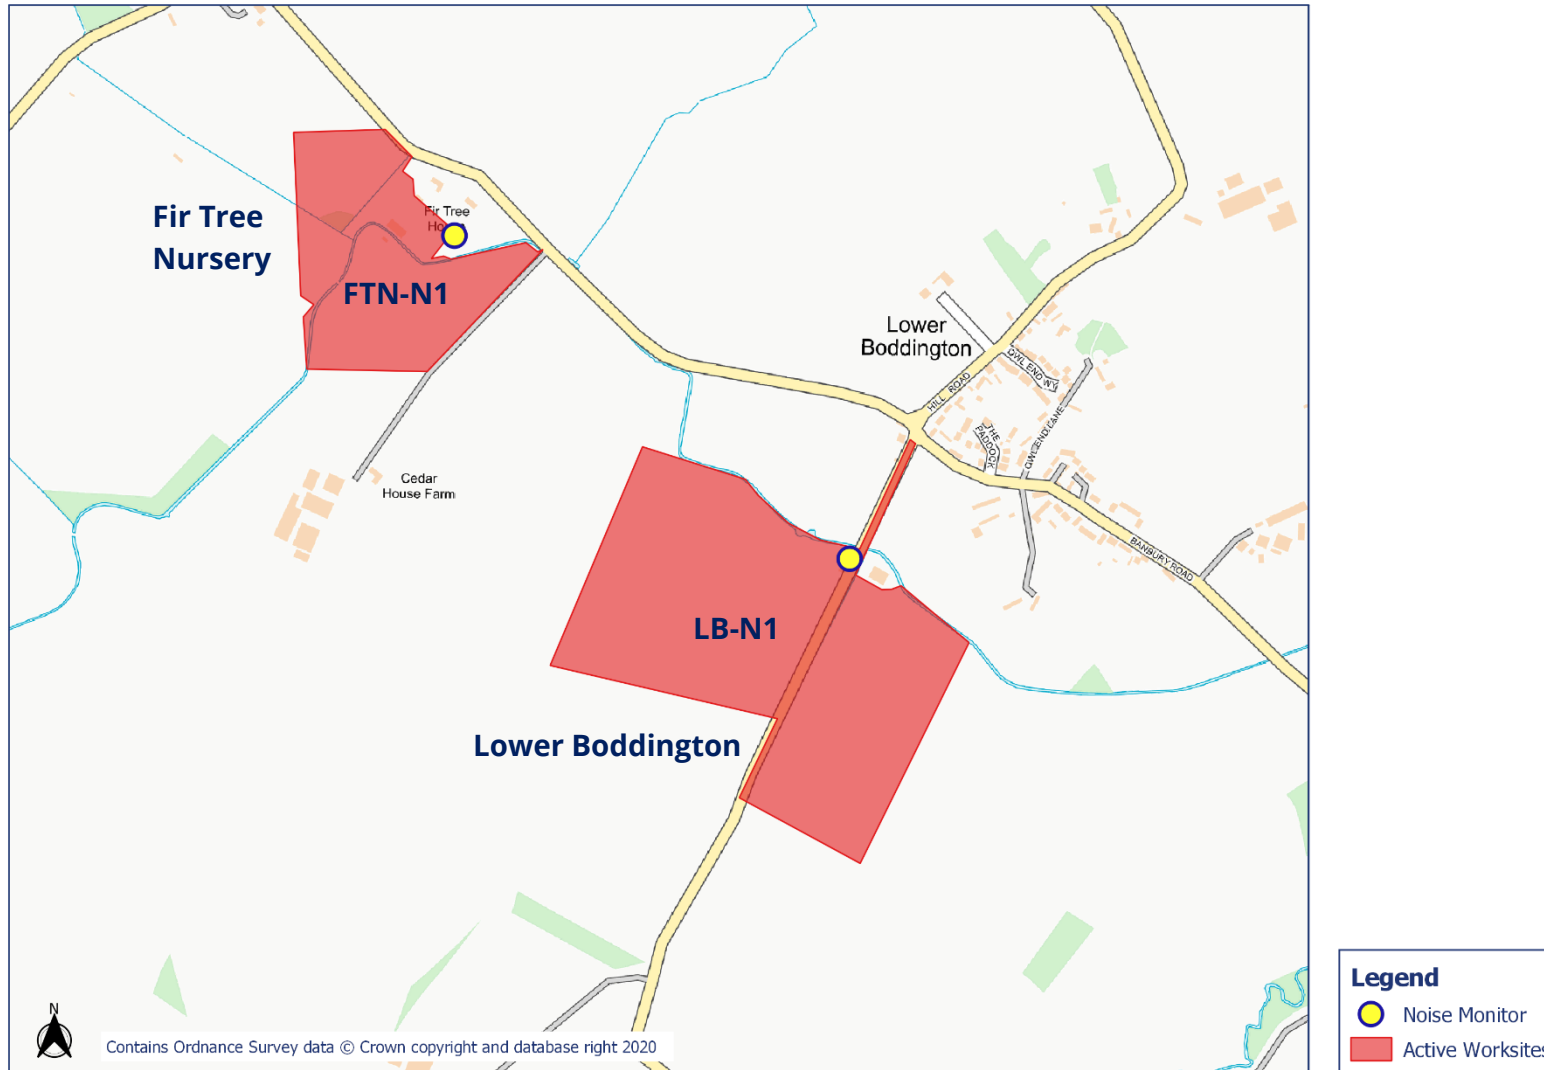 Fir Tree
Nursery
Fir Tree
FTN-N1
Lower
Boddington
OWL END WY
HILL ROAD
THE
PADDOCK
OWL END LANE
Cedar
House Farm
BANBURY ROAD
LB-N1
Lower Boddington
N
Contains Ordnance Survey data © Crown copyright and database right 2020
Legend
Noise Monitor
Active Worksites